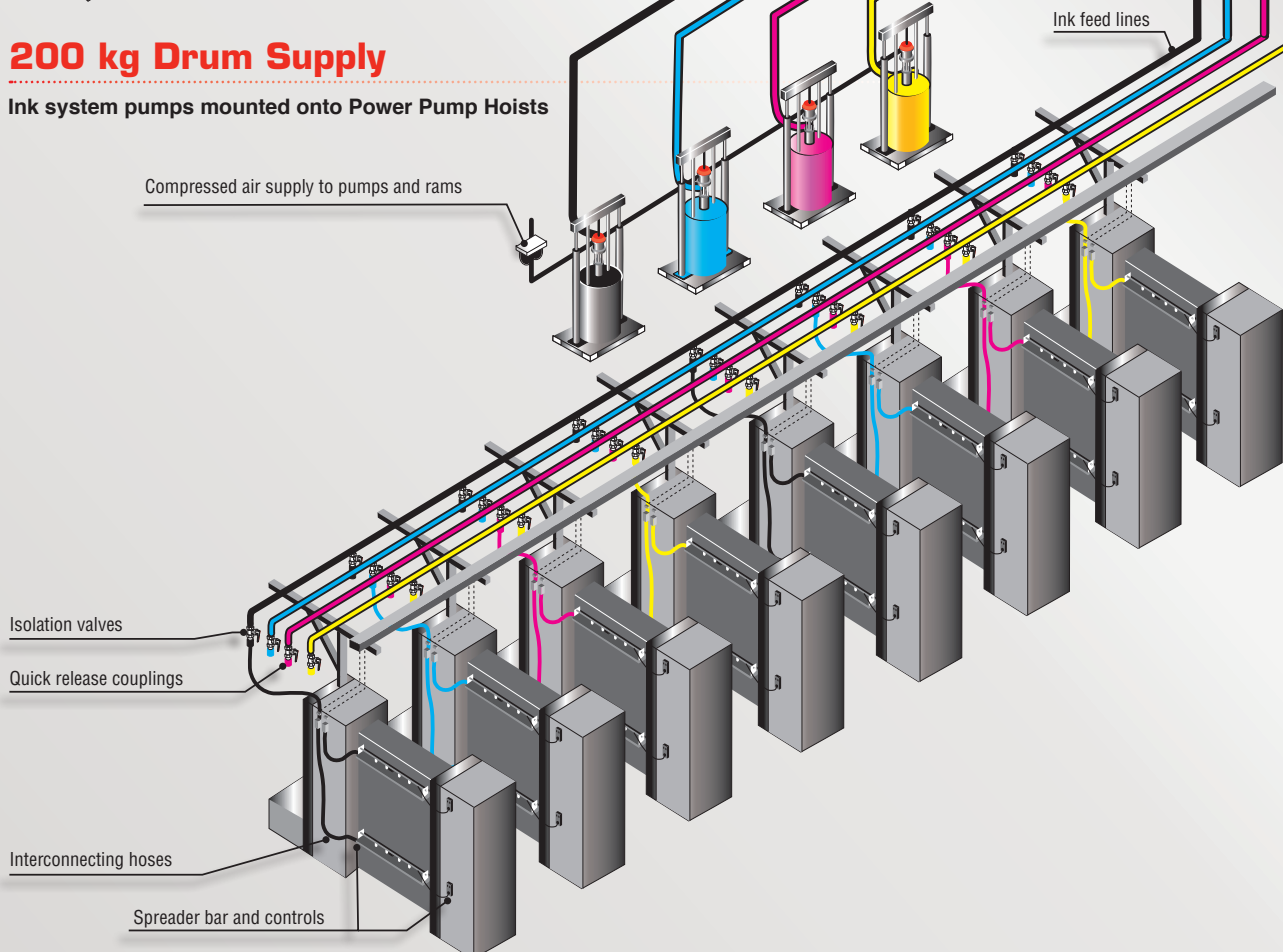 200 kg Drum Supply
Ink system pumps mounted onto Power Pump Hoists
Ink feed lines
Compressed air supply to pumps and rams
Isolation valves
Quick release couplings
Interconnecting hoses
Spreader bar and controls